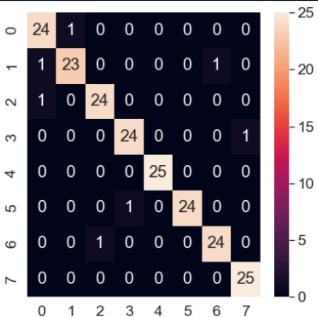 0 24 1 0 0 0 0 0 0
1 1 23 0 0 0 0 1 0
2 1 0 24 0 0 0 0 0
3 0 0 0 24 0 0 0 1
4 0 0 0 0 25 0 0 0
5 0 0 0 1 0 24 0 0
6 0 0 1 0 0 0 24 0
7 0 0 0 0 0 0 0 25
0 1 2 3 4 5 6 7
25
20
15
10
5
0